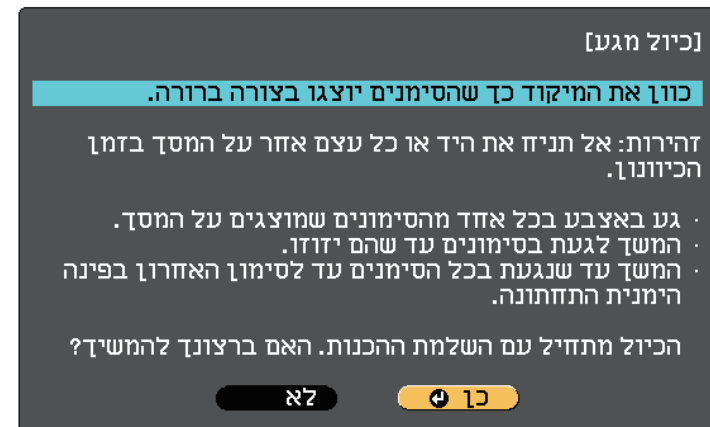 [כיול מגע]
כוון את המיקוד כך שהסימנים יוצגו בצורה ברורה.
זהירות: אל תניח את היד או כל עצם אחר על המסך בזמן
הכיוונון.
· גע באצבע בכל אחד מהסימונים שמוצגים על המסך.
· המשך לגעת בסימונים עד שהם יזוזו.
· המשך עד שנגעת בכל הסימנים עד לסימון האחרון בפינה
הימנית התחתונה.
הכיול מתחיל עם השלמת ההכנות. האם ברצונך להמשיך?
כן לא